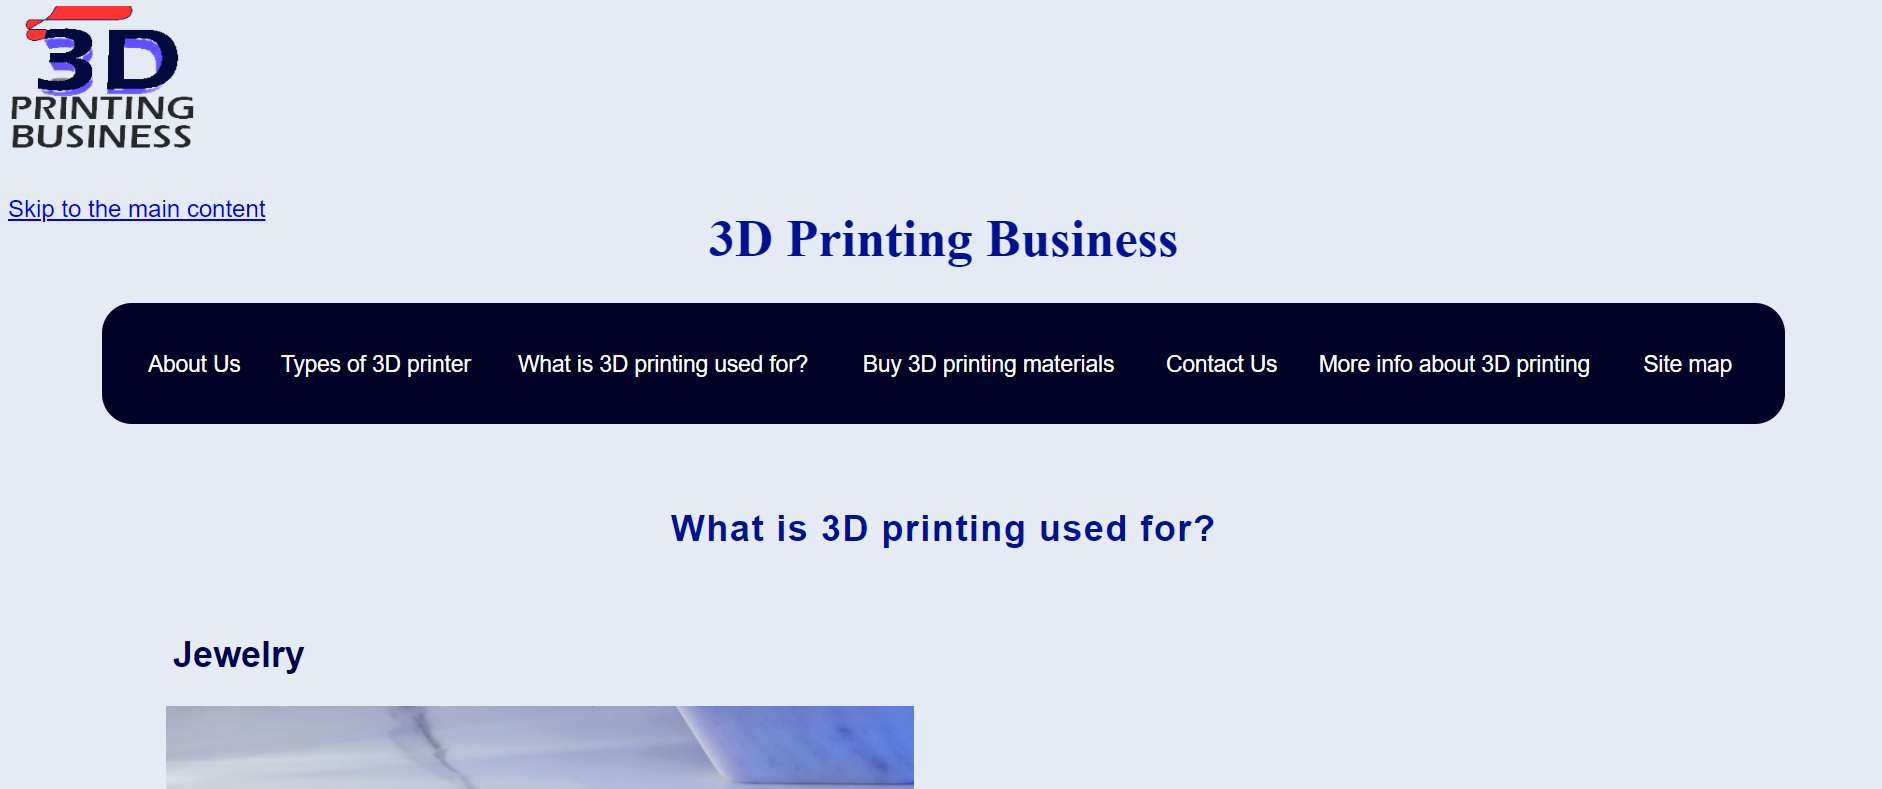 3D
PRINTING
BUSINESS
Skip to the main content
3D Printing Business
About Us Types of 3D printer What is 3D printing used for? Buy 3D printing materials Contact Us More info about 3D printing Site map
What is 3D printing used for?
Jewelry